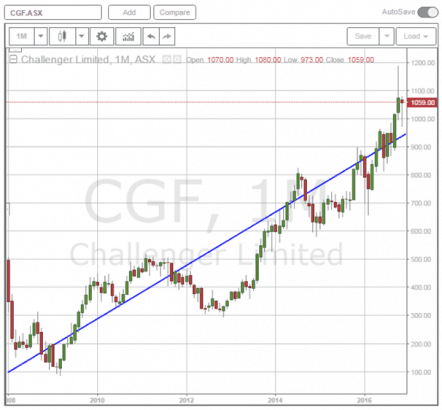 CGF.ASX Add Compare AutoSave
1M Save Load
Challenger Limited, 1M, ASX Open 1070.00 High 1080.00 Low 973.00 Close 1059.00
CGF, 1M
Challenger Limited
1200.00
1100.00
1059.00
1000.00
900.00
800.00
700.00
600.00
500.00
400.00
300.00
200.00
100.00
008 2010 2012 2014 2016